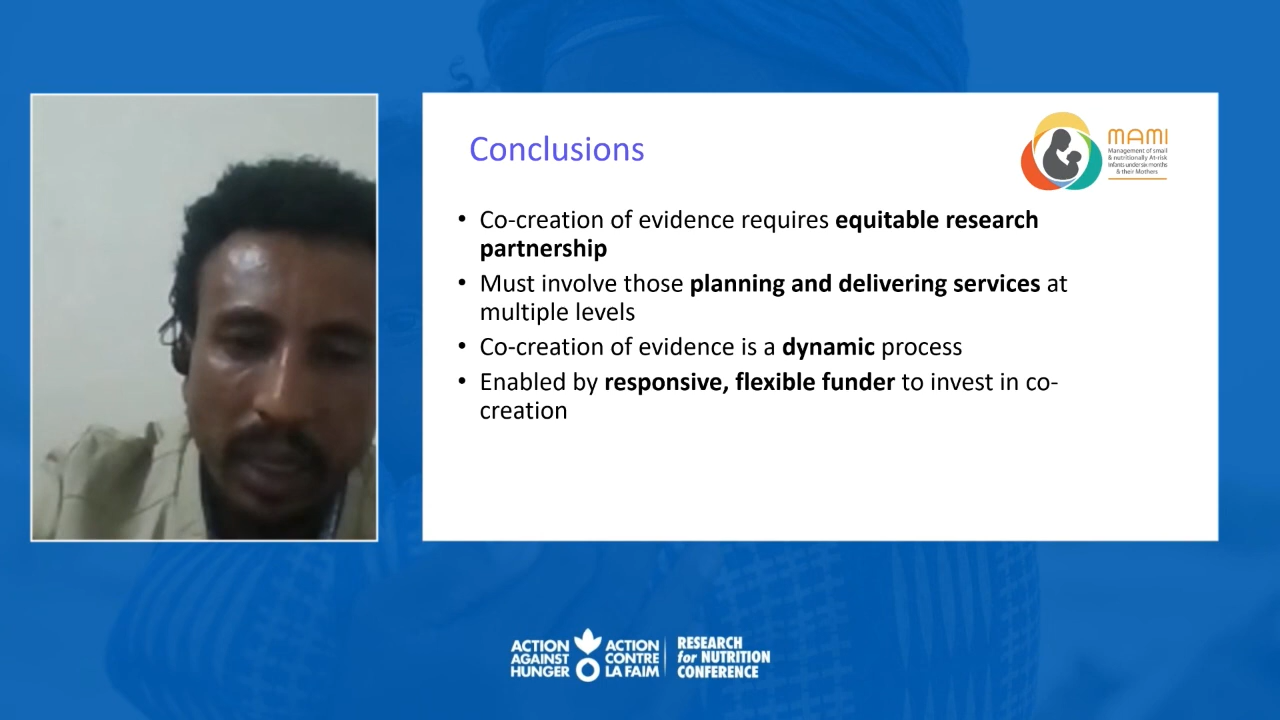 Conclusions
MAMI
Management of small
& nutritionally At-risk
Infants under six months
& their Mothers
• Co-creation of evidence requires equitable research
partnership
• Must involve those planning and delivering services at
multiple levels
• Co-creation of evidence is a dynamic process
• Enabled by responsive, flexible funder to invest in co-
creation
ACTION
AGAINST
HUNGER
ACTION
CONTRE
LA FAIM
RESEARCH
for NUTRITION
CONFERENCE